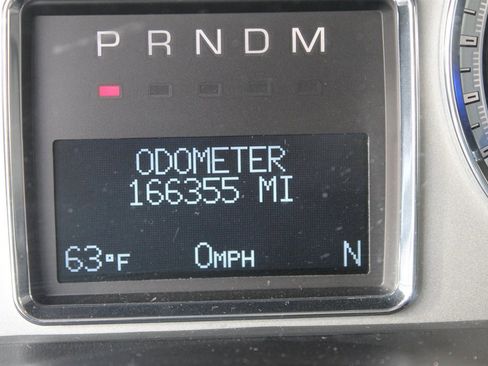 P R N D M
ODOMETER
166355 MI
63°F 0MPH N